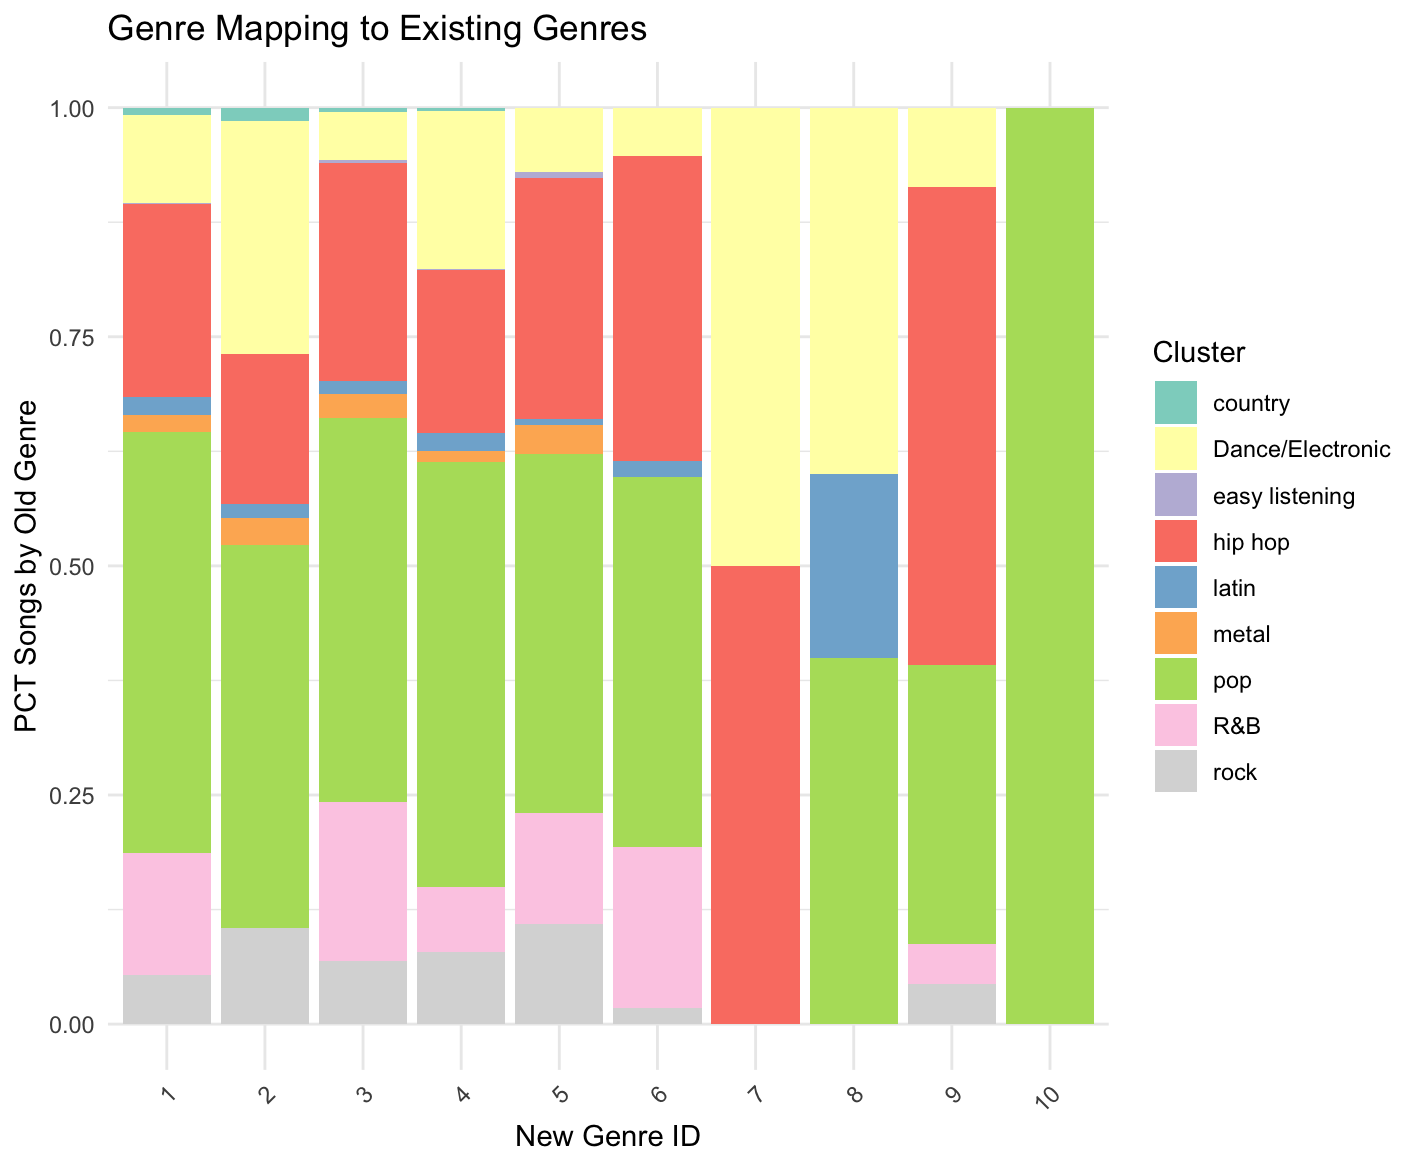 Genre Mapping to Existing Genres
PCT Songs by Old Genre
1.00
0.75
0.50
0.25
0.00
1
2
3
4
5
6
7
8
9
10
New Genre ID
Cluster
country
Dance/Electronic
easy listening
hip hop
latin
metal
pop
R&B
rock